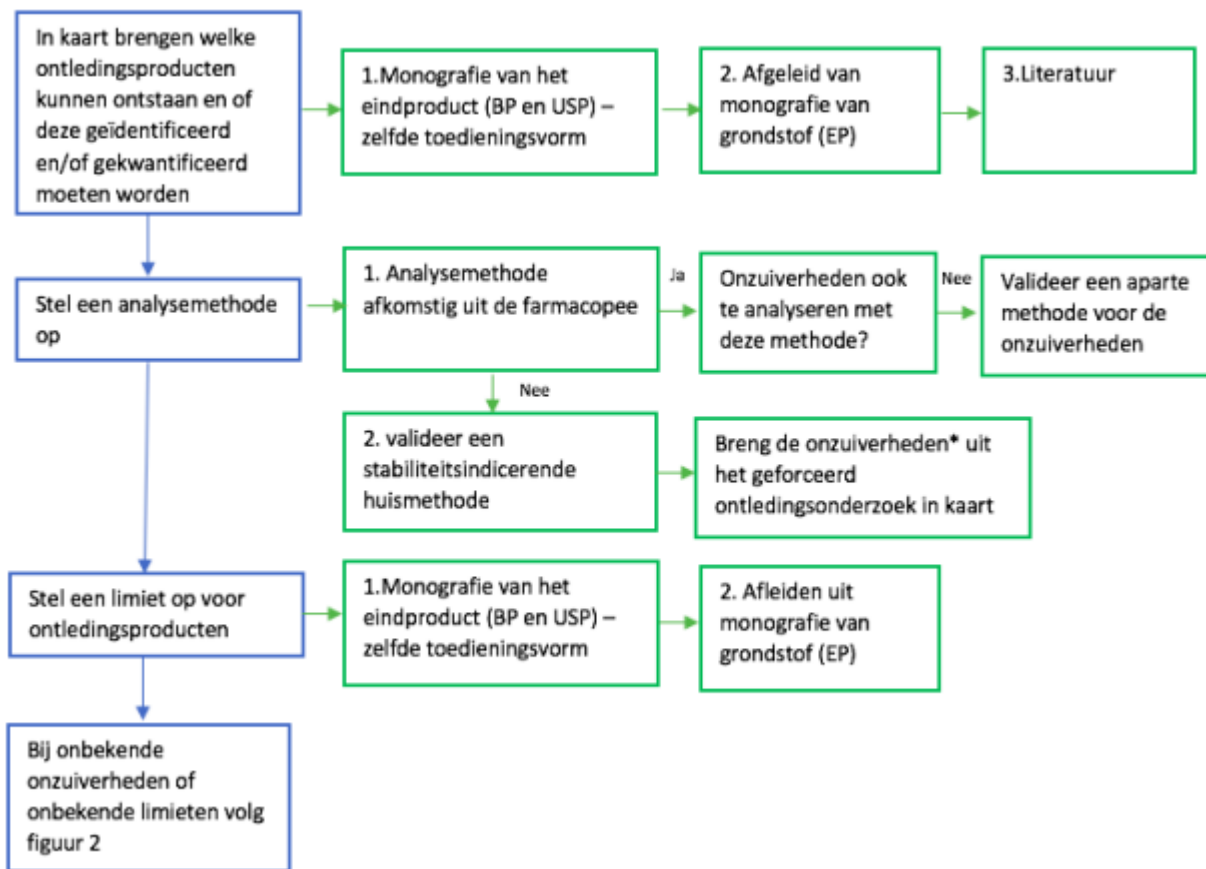 In kaart brengen welke
ontledingsproducten
kunnen ontstaan en of
deze geïdentificeerd
en/of gekwantificeerd
moeten worden
1.Monografie van het
eindproduct (BP en USP) –
zelfde toedieningsvorm
2. Afgeleid van
monografie van
grondstof (EP)
3.Literatuur
Stel een analysemethode
op
1. Analysemethode
afkomstig uit de farmacopee
Ja
Onzuiverheden ook
te analyseren met
deze methode?
Nee
Valideer een aparte
methode voor de
onzuiverheden
Nee
2. valideer een
stabiliteitsindicerende
huismethode
Breng de onzuiverheden* uit
het geforceerd
ontledingsonderzoek in kaart
Stel een limiet op voor
ontledingsproducten
1.Monografie van het
eindproduct (BP en USP) –
zelfde toedieningsvorm
2. Afleiden uit
monografie van
grondstof (EP)
Bij onbekende
onzuiverheden of
onbekende limieten volg
figuur 2